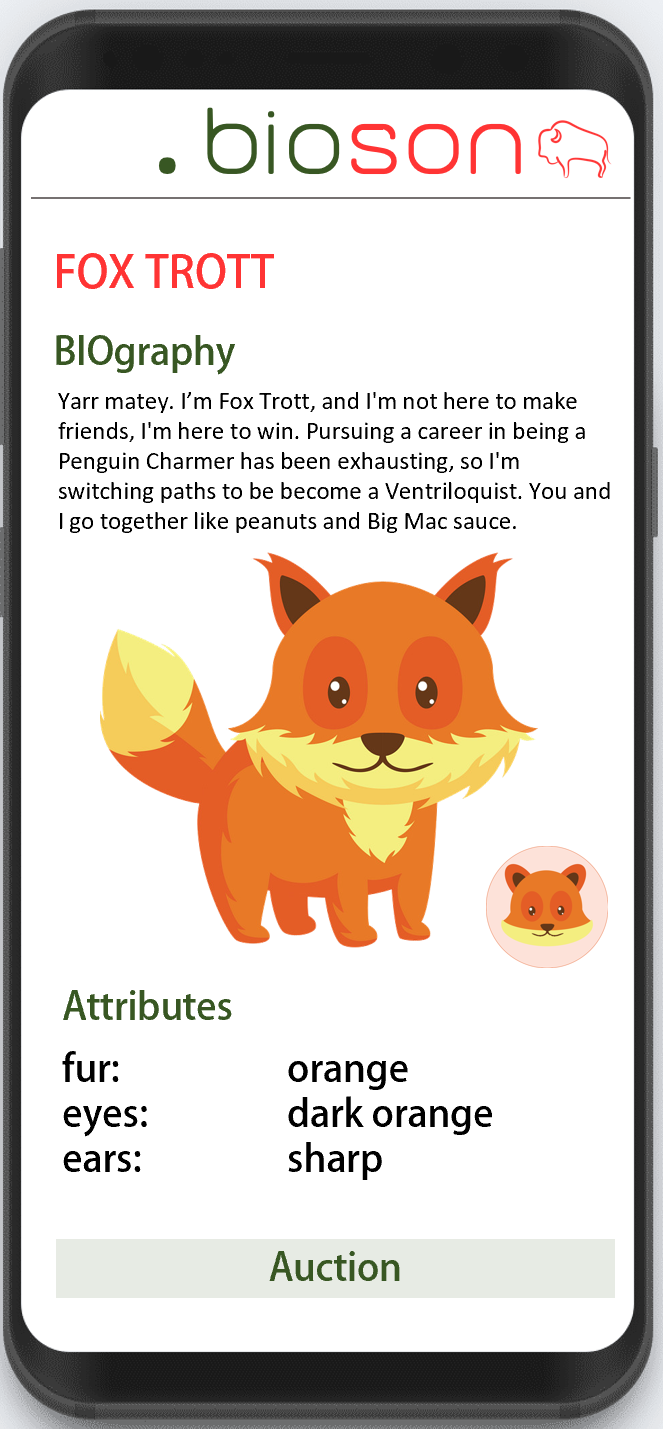 .bioson
FOX TROTT
BIOgraphy
Yarr matey. I’m Fox Trott, and I'm not here to make
friends, I'm here to win. Pursuing a career in being a
Penguin Charmer has been exhausting, so I'm
switching paths to be become a Ventriloquist. You and
I go together like peanuts and Big Mac sauce.
Attributes
fur: orange
eyes: dark orange
ears: sharp
Auction